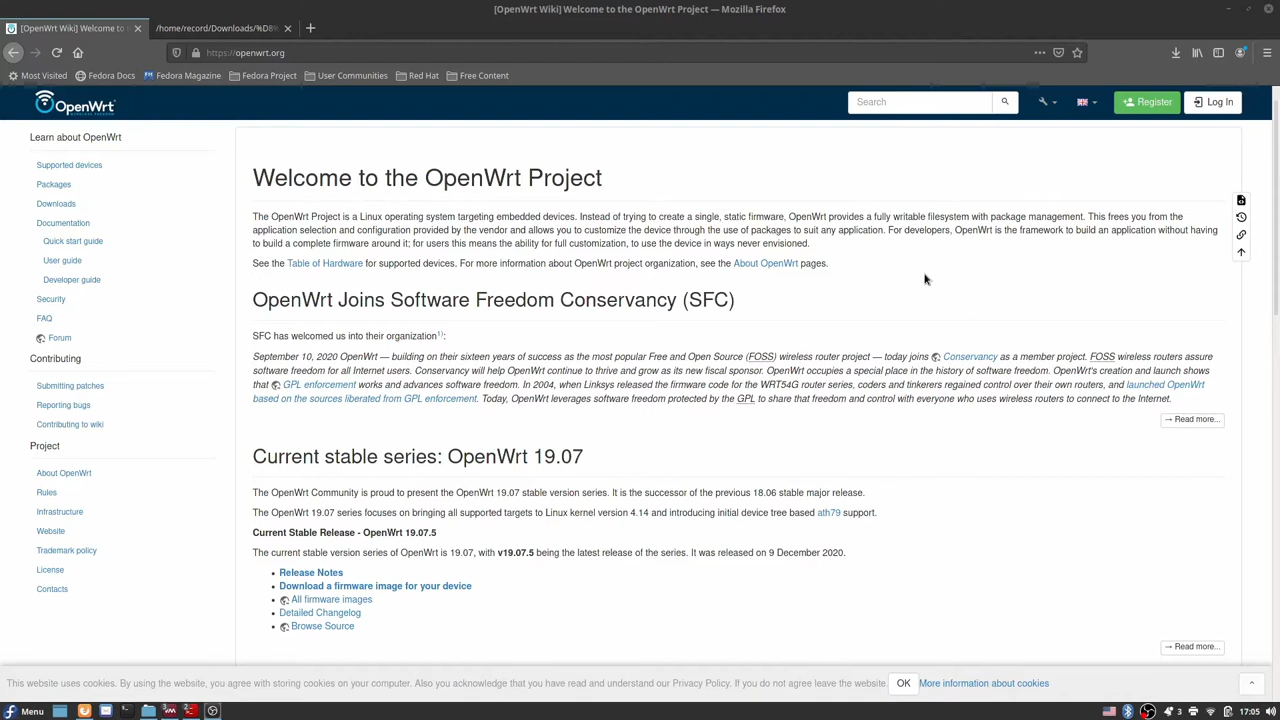 [OpenWrt Wiki] Welcome to the OpenWrt Project — Mozilla Firefox
[OpenWrt Wiki] Welcome to
/home/record/Downloads/%D8%
https://openwrt.org
Most Visited
Fedora Docs
Fedora Magazine
Fedora Project
User Communities
Red Hat
Free Content
OpenWrt
WIRELESS FREEDOM
Search
Register
Log In
Learn about OpenWrt
Supported devices
Packages
Downloads
Documentation
Quick start guide
User guide
Developer guide
Security
FAQ
Forum
Contributing
Submitting patches
Reporting bugs
Contributing to wiki
Project
About OpenWrt
Rules
Infrastructure
Website
Trademark policy
License
Contacts
Welcome to the OpenWrt Project
The OpenWrt Project is a Linux operating system targeting embedded devices. Instead of trying to create a single, static firmware, OpenWrt provides a fully writable filesystem with package management. This frees you from the
application selection and configuration provided by the vendor and allows you to customize the device through the use of packages to suit any application. For developers, OpenWrt is the framework to build an application without having
to build a complete firmware around it; for users this means the ability for full customization, to use the device in ways never envisioned.
See the Table of Hardware for supported devices. For more information about OpenWrt project organization, see the About OpenWrt pages.
OpenWrt Joins Software Freedom Conservancy (SFC)
SFC has welcomed us into their organization1):
September 10, 2020 OpenWrt — building on their sixteen years of success as the most popular Free and Open Source (FOSS) wireless router project — today joins Conservancy as a member project. FOSS wireless routers assure
software freedom for all Internet users. Conservancy will help OpenWrt continue to thrive and grow as its new fiscal sponsor. OpenWrt occupies a special place in the history of software freedom. OpenWrt's creation and launch shows
that GPL enforcement works and advances software freedom. In 2004, when Linksys released the firmware code for the WRT54G router series, coders and tinkerers regained control over their own routers, and launched OpenWrt
based on the sources liberated from GPL enforcement. Today, OpenWrt leverages software freedom protected by the GPL to share that freedom and control with everyone who uses wireless routers to connect to the Internet.
→ Read more...
Current stable series: OpenWrt 19.07
The OpenWrt Community is proud to present the OpenWrt 19.07 stable version series. It is the successor of the previous 18.06 stable major release.
The OpenWrt 19.07 series focuses on bringing all supported targets to Linux kernel version 4.14 and introducing initial device tree based ath79 support.
Current Stable Release - OpenWrt 19.07.5
The current stable version series of OpenWrt is 19.07, with v19.07.5 being the latest release of the series. It was released on 9 December 2020.
Release Notes
Download a firmware image for your device
All firmware images
Detailed Changelog
Browse Source
→ Read more...
This website uses cookies. By using the website, you agree with storing cookies on your computer. Also you acknowledge that you have read and understand our Privacy Policy. If you do not agree leave the website
OK
More information about cookies
Menu
3
17:05